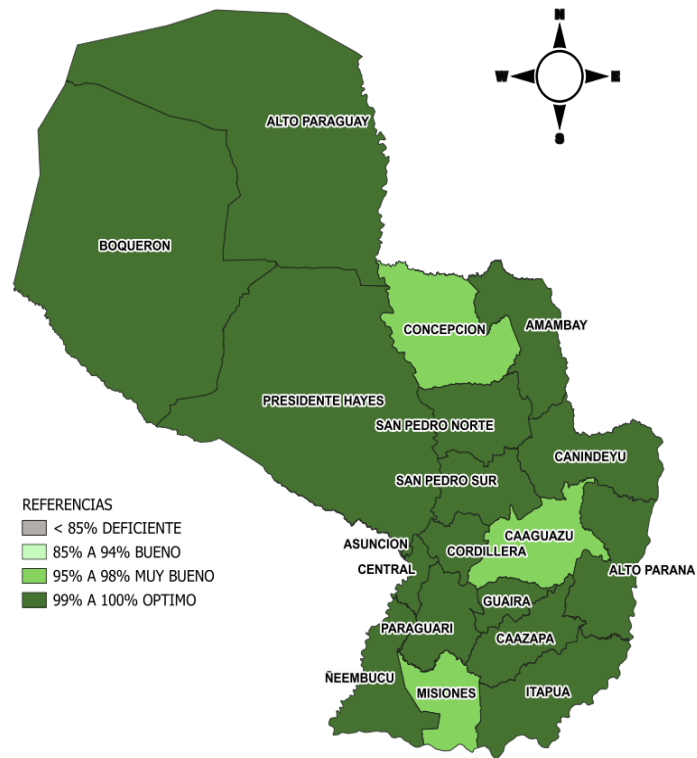 N
W
E
S
ALTO PARAGUAY
BOQUERON
CONCEPCION
AMAMBAY
PRESIDENTE HAYES
SAN PEDRO NORTE
CANINDEYU
SAN PEDRO SUR
REFERENCIAS
< 85% DEFICIENTE
85% A 94% BUENO
95% A 98% MUY BUENO
99% A 100% OPTIMO
ASUNCION
CAAGUAZU
CORDILLERA
CENTRAL
ALTO PARANA
GUAIRA
PARAGUARI
CAAZAPA
ÑEEMBUCU
MISIONES
ITAPUA